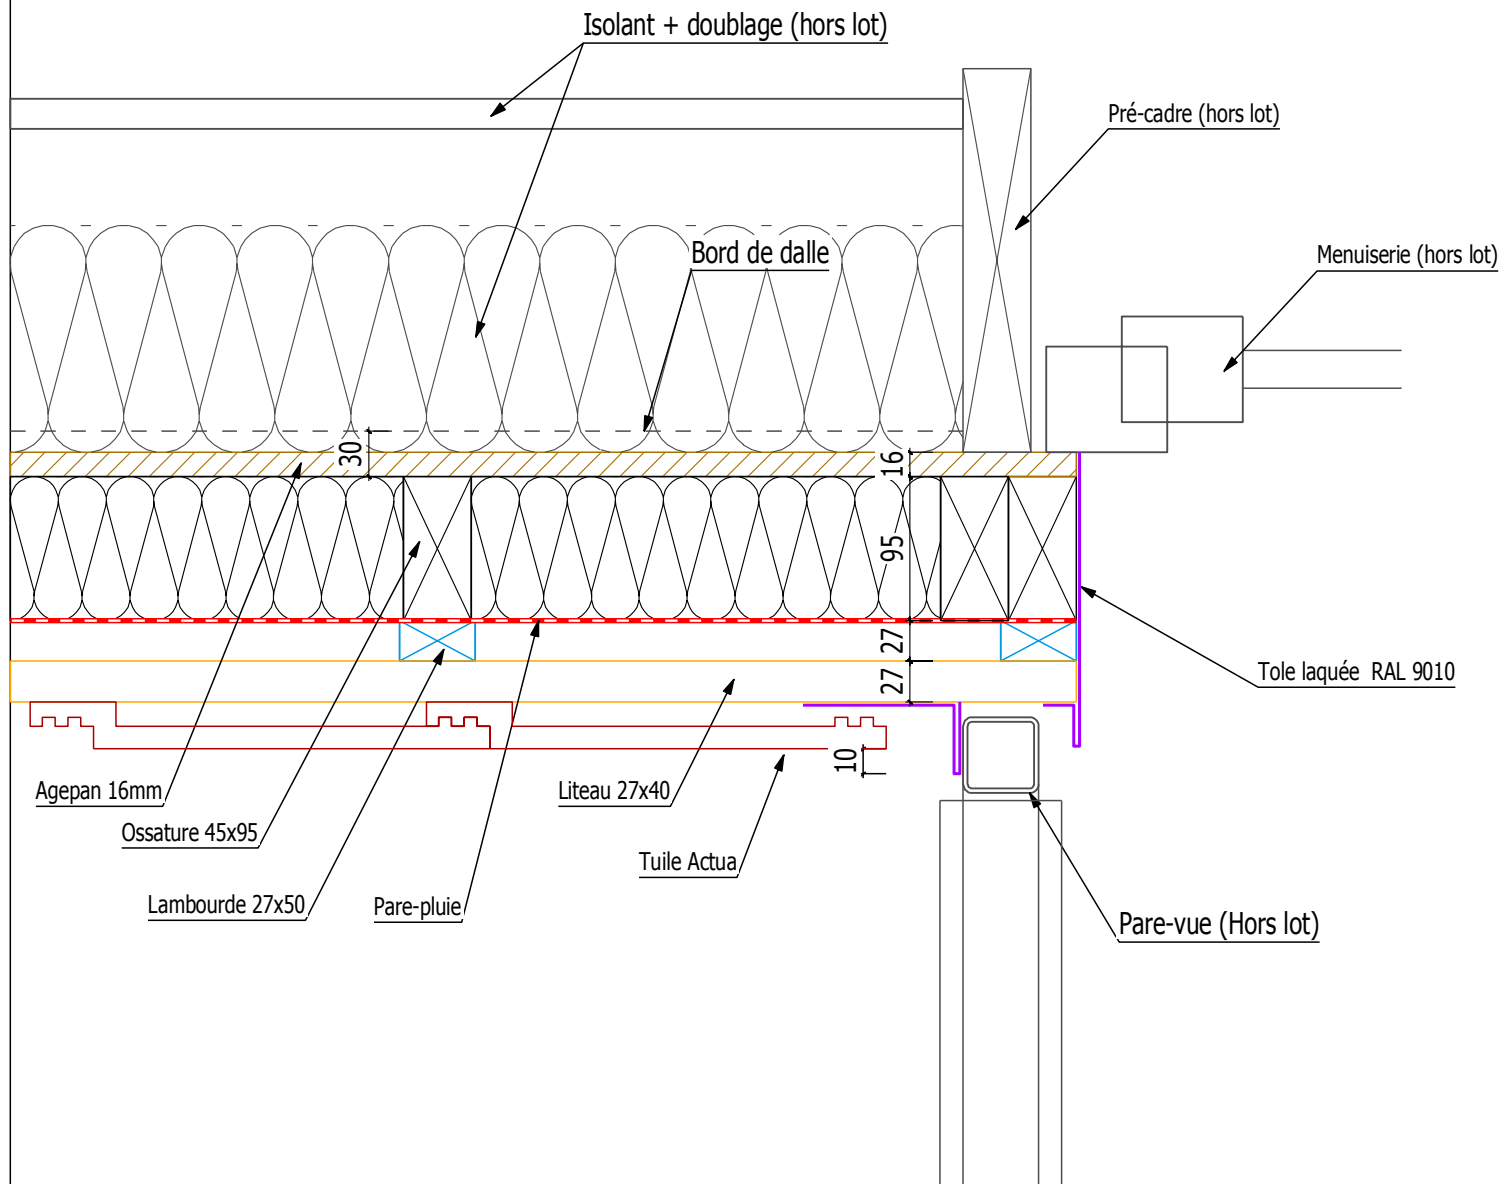 Isolant + doublage (hors lot)
Pré-cadre (hors lot)
Bord de dalle
Menuiserie (hors lot)
30
16
95
27
27
Tole laquée RAL 9010
10
Agepan 16mm
Liteau 27x40
Ossature 45x95
Tuile Actua
Lambourde 27x50
Pare-pluie
Pare-vue (Hors lot)